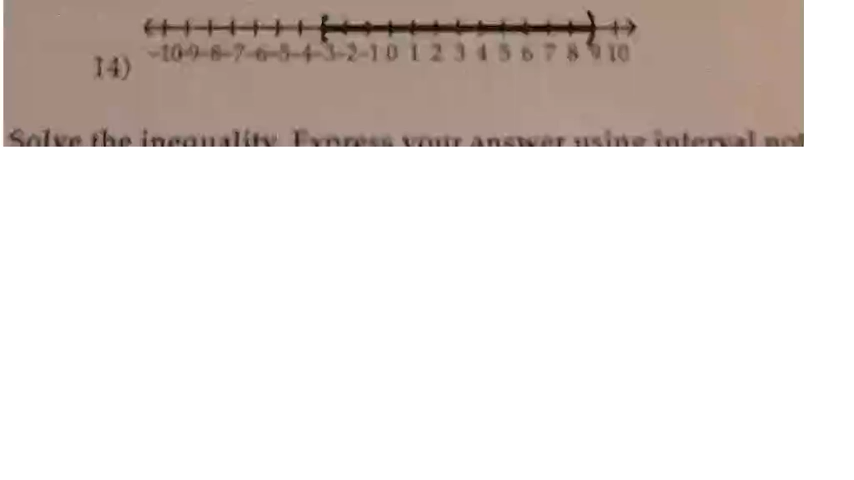 -10-9-8-7-6-5-4-3-2-1 0 1 2 3 4 5 6 7 8 9 10
14)
Solve the inequality. Express your answer using interval